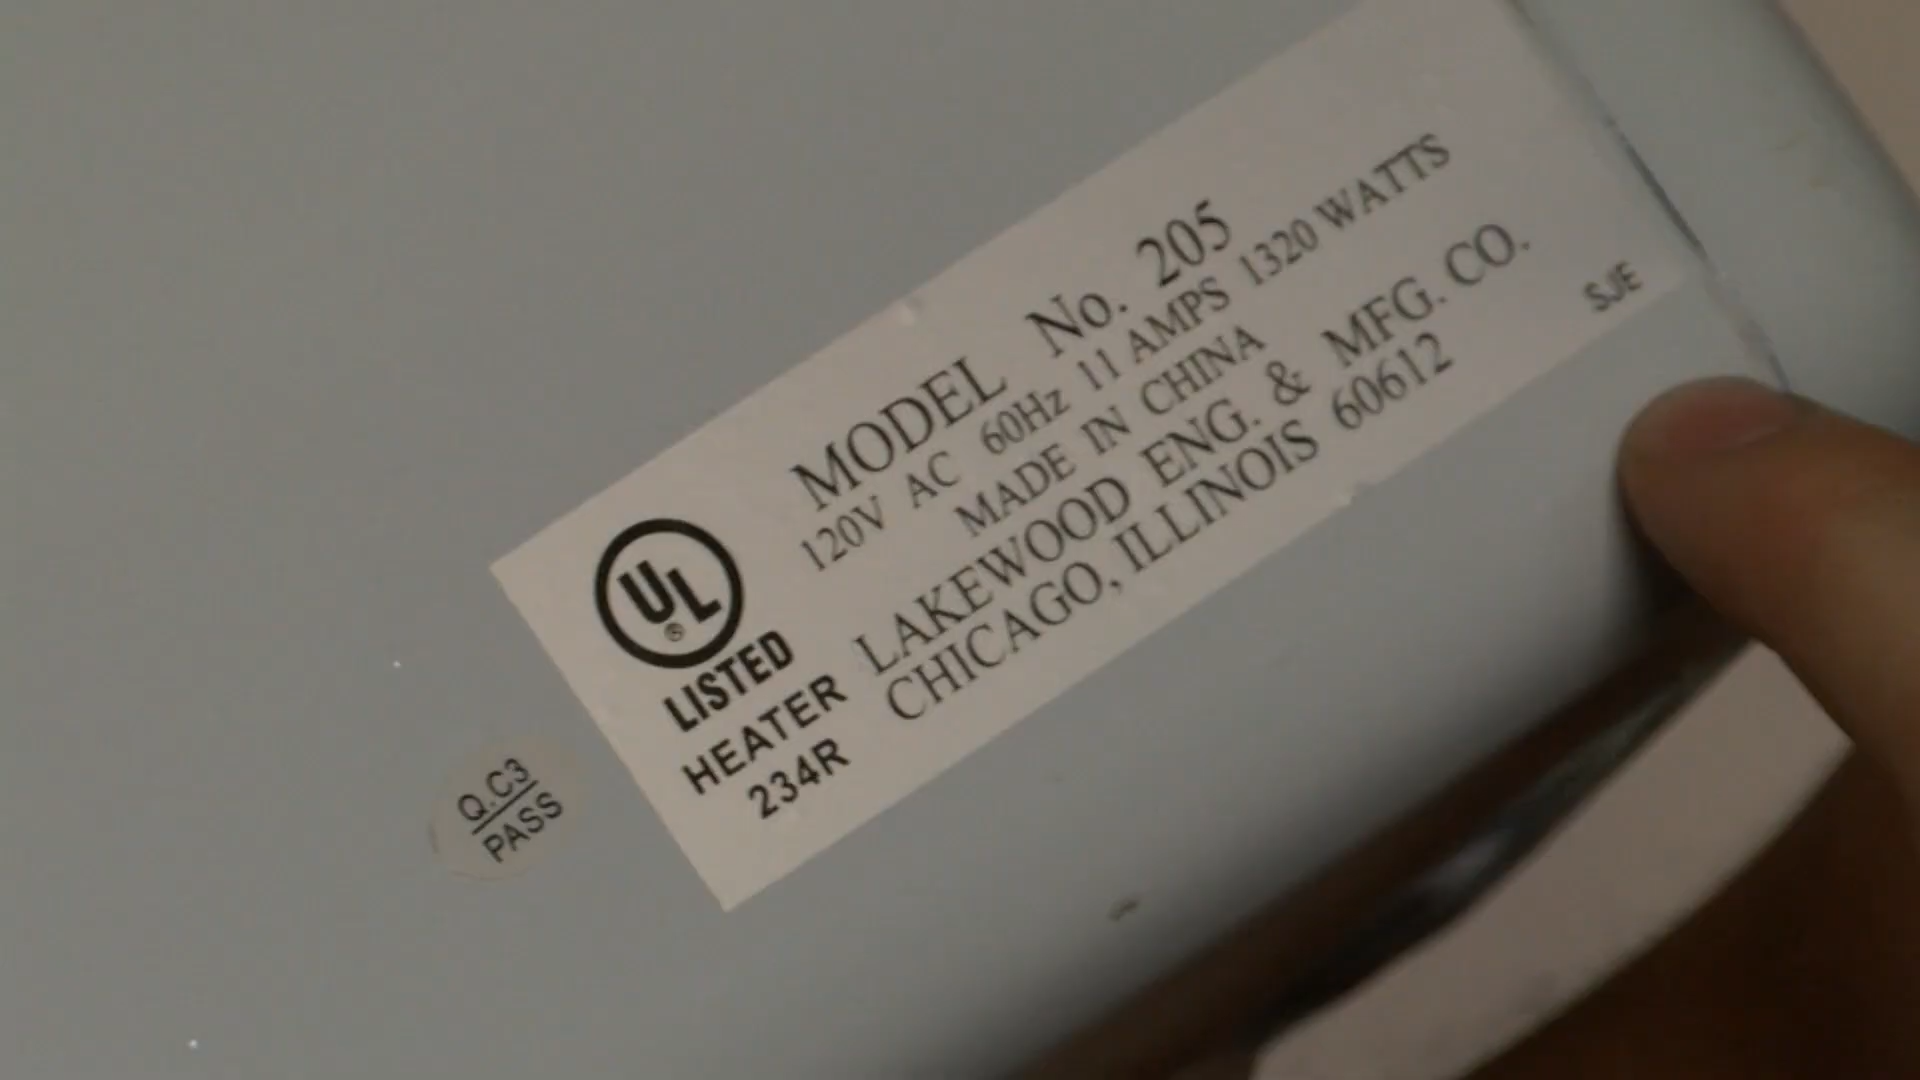 MODEL No. 205
120V AC 60Hz 11 AMPS 1320 WATTS
MADE IN CHINA
LAKEWOOD ENG. & MFG. CO.
CHICAGO, ILLINOIS 60612
SJE
UL
®
LISTED
HEATER
234R
Q.C3
PASS